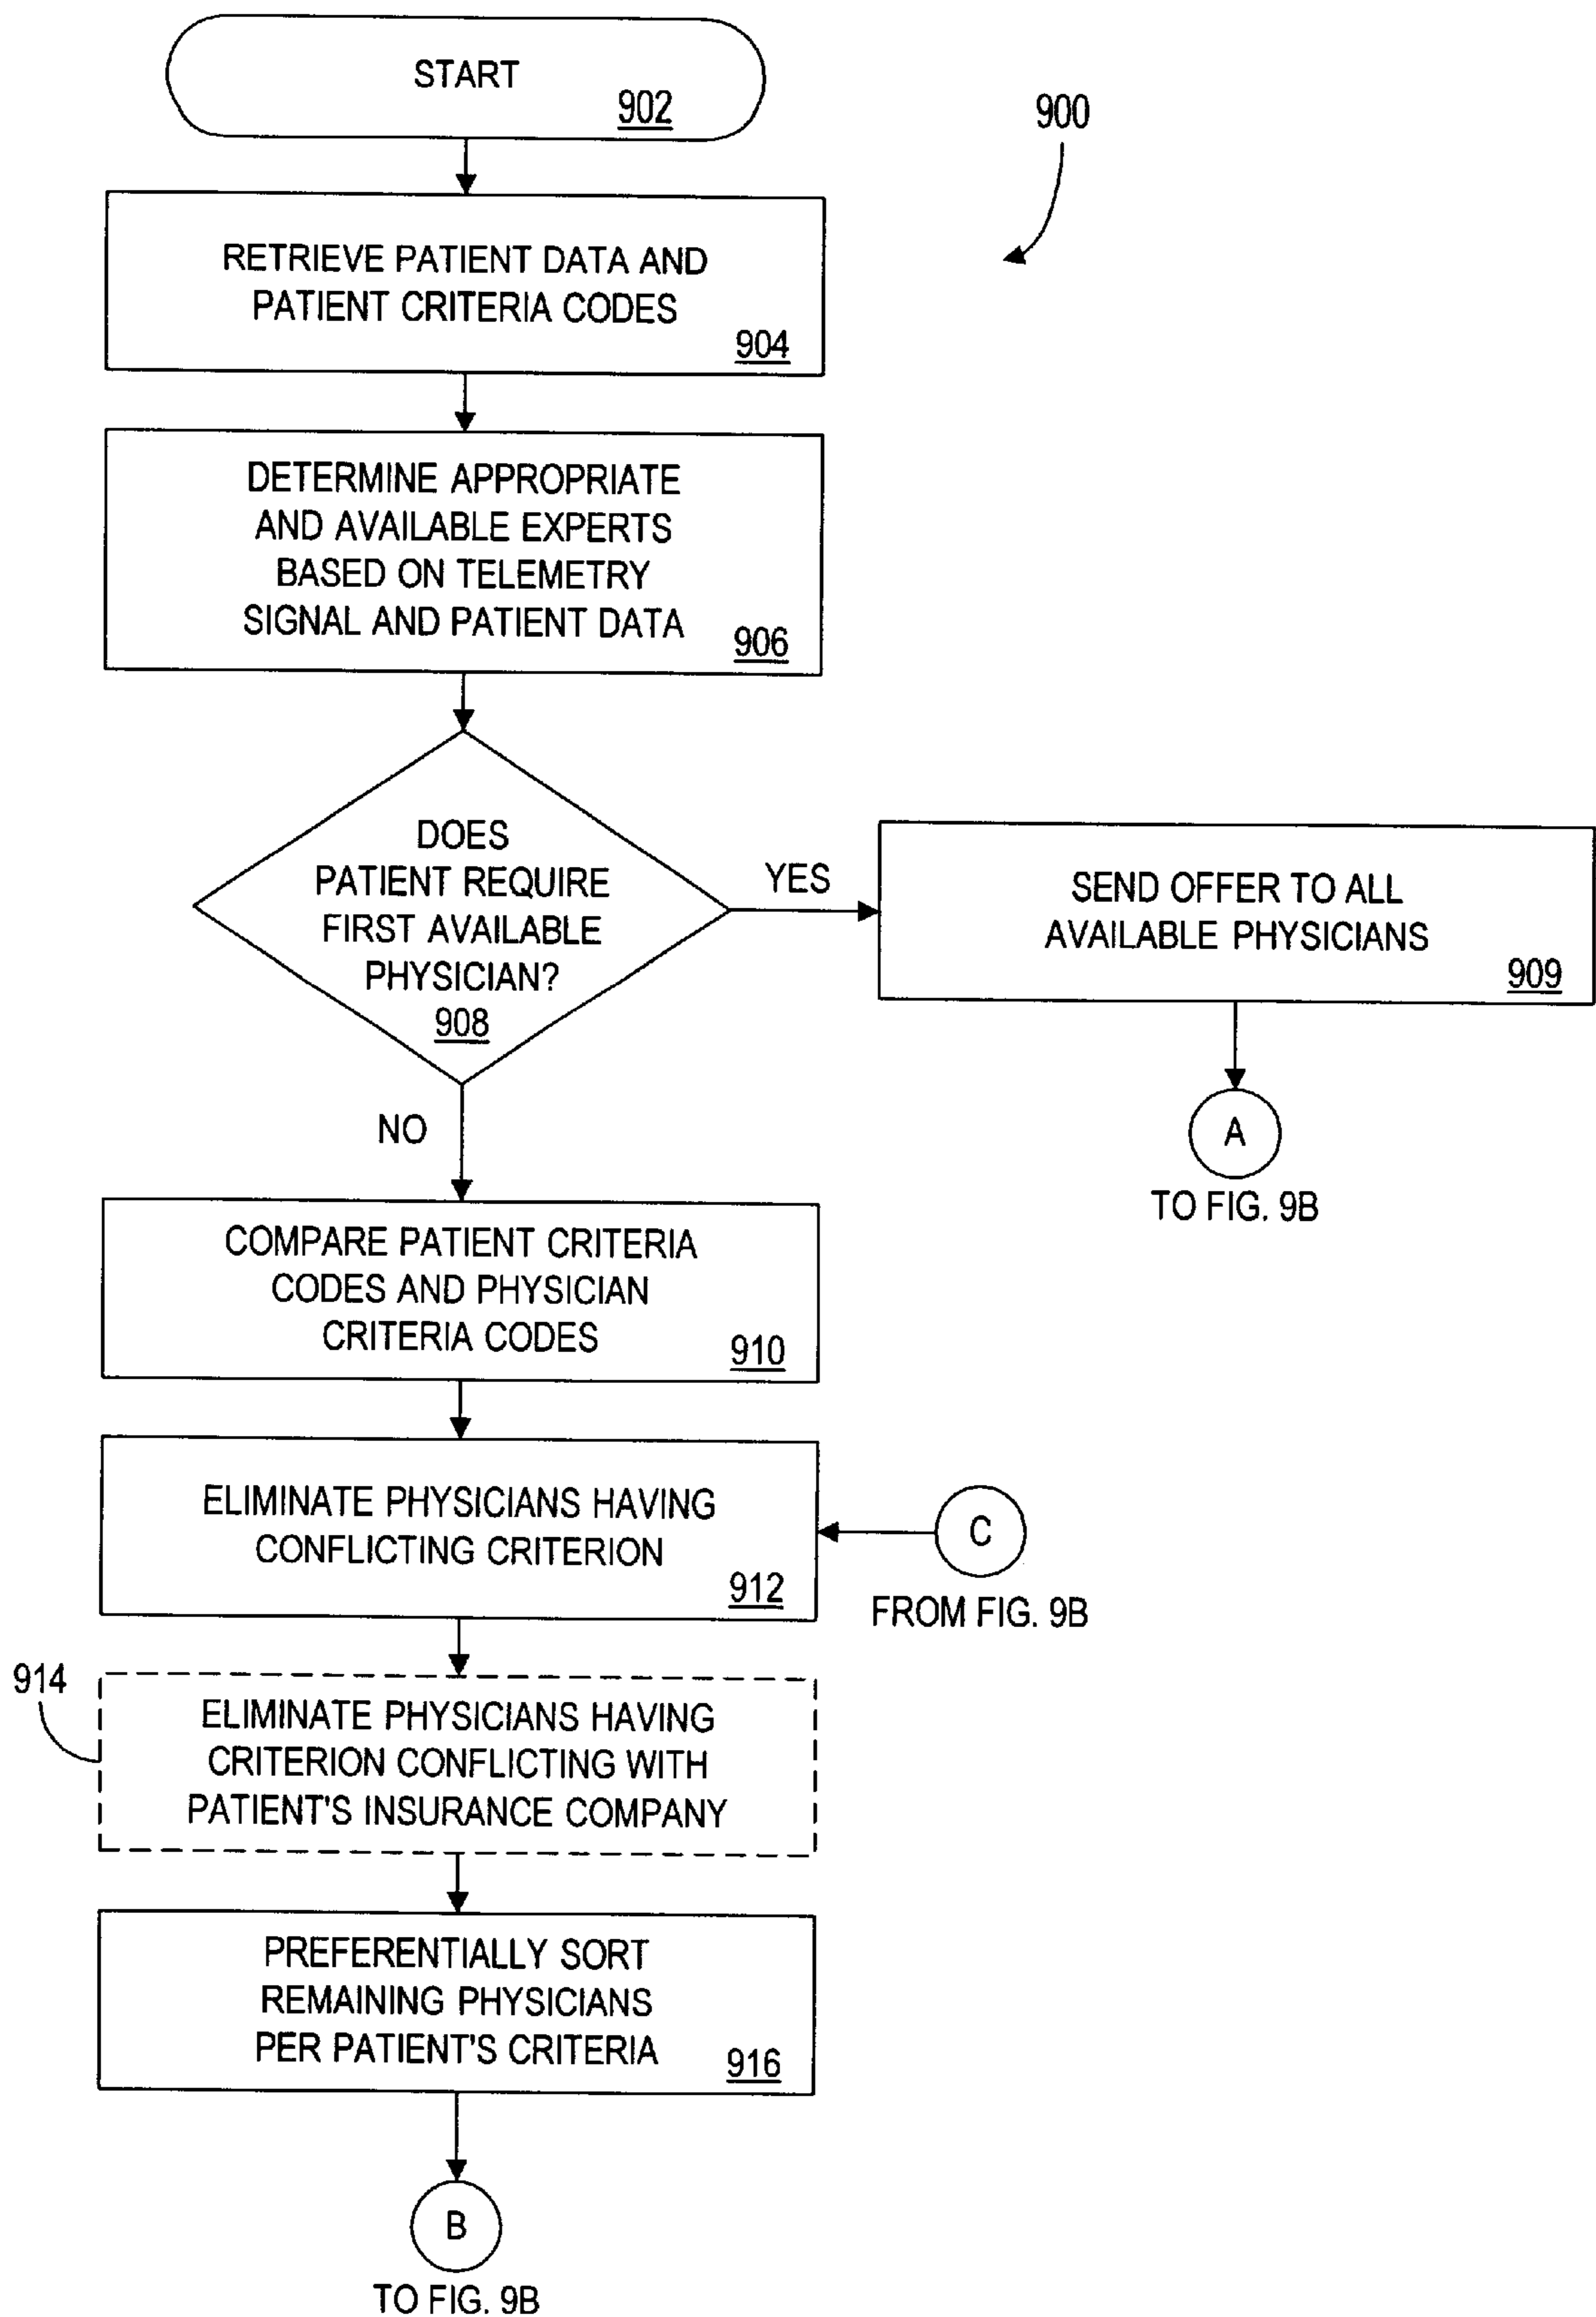 START
902
900
RETRIEVE PATIENT DATA AND
PATIENT CRITERIA CODES
904
DETERMINE APPROPRIATE
AND AVAILABLE EXPERTS
BASED ON TELEMETRY
SIGNAL AND PATIENT DATA
906
DOES
PATIENT REQUIRE
FIRST AVAILABLE
PHYSICIAN?
908
YES
SEND OFFER TO ALL
AVAILABLE PHYSICIANS
909
A
TO FIG. 9B
NO
COMPARE PATIENT CRITERIA
CODES AND PHYSICIAN
CRITERIA CODES
910
ELIMINATE PHYSICIANS HAVING
CONFLICTING CRITERION
912
C
FROM FIG. 9B
914
ELIMINATE PHYSICIANS HAVING
CRITERION CONFLICTING WITH
PATIENT'S INSURANCE COMPANY
PREFERENTIALLY SORT
REMAINING PHYSICIANS
PER PATIENT'S CRITERIA
916
B
TO FIG. 9B